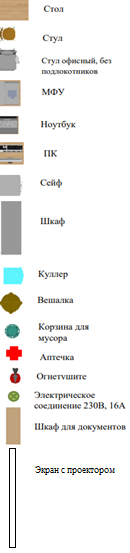 Стол
Стул
Стул офисный, без
подлокотников
МФУ
Ноутбук
ПК
Сейф
Шкаф
Куллер
Вешалка
Корзина для
мусора
Аптечка
Огнетушите
Электрическое
соединение 230В, 16А
Шкаф для документов
Экран с проектором